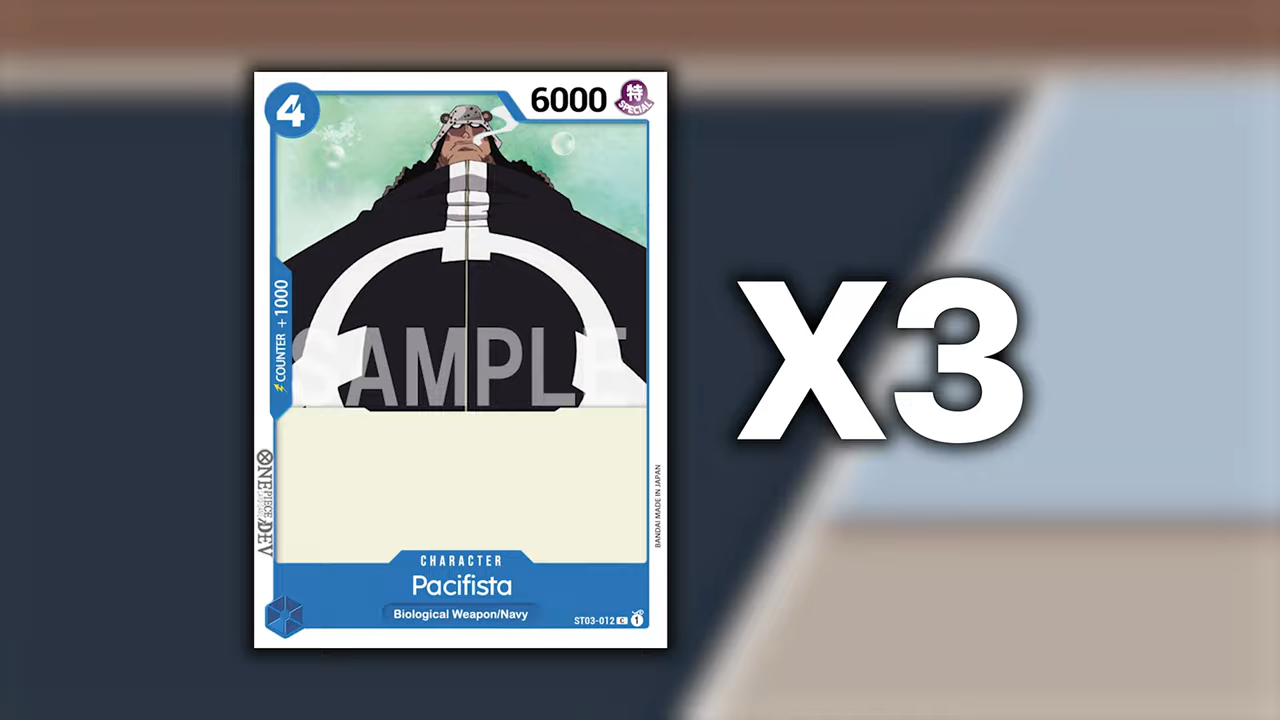 4
6000
特
SPECIAL
COUNTER +1000
SAMPLE
X3
ONE PIECE
DEV
BANDAI MADE IN JAPAN
CHARACTER
Pacifista
Biological Weapon/Navy
ST03-012 C 1